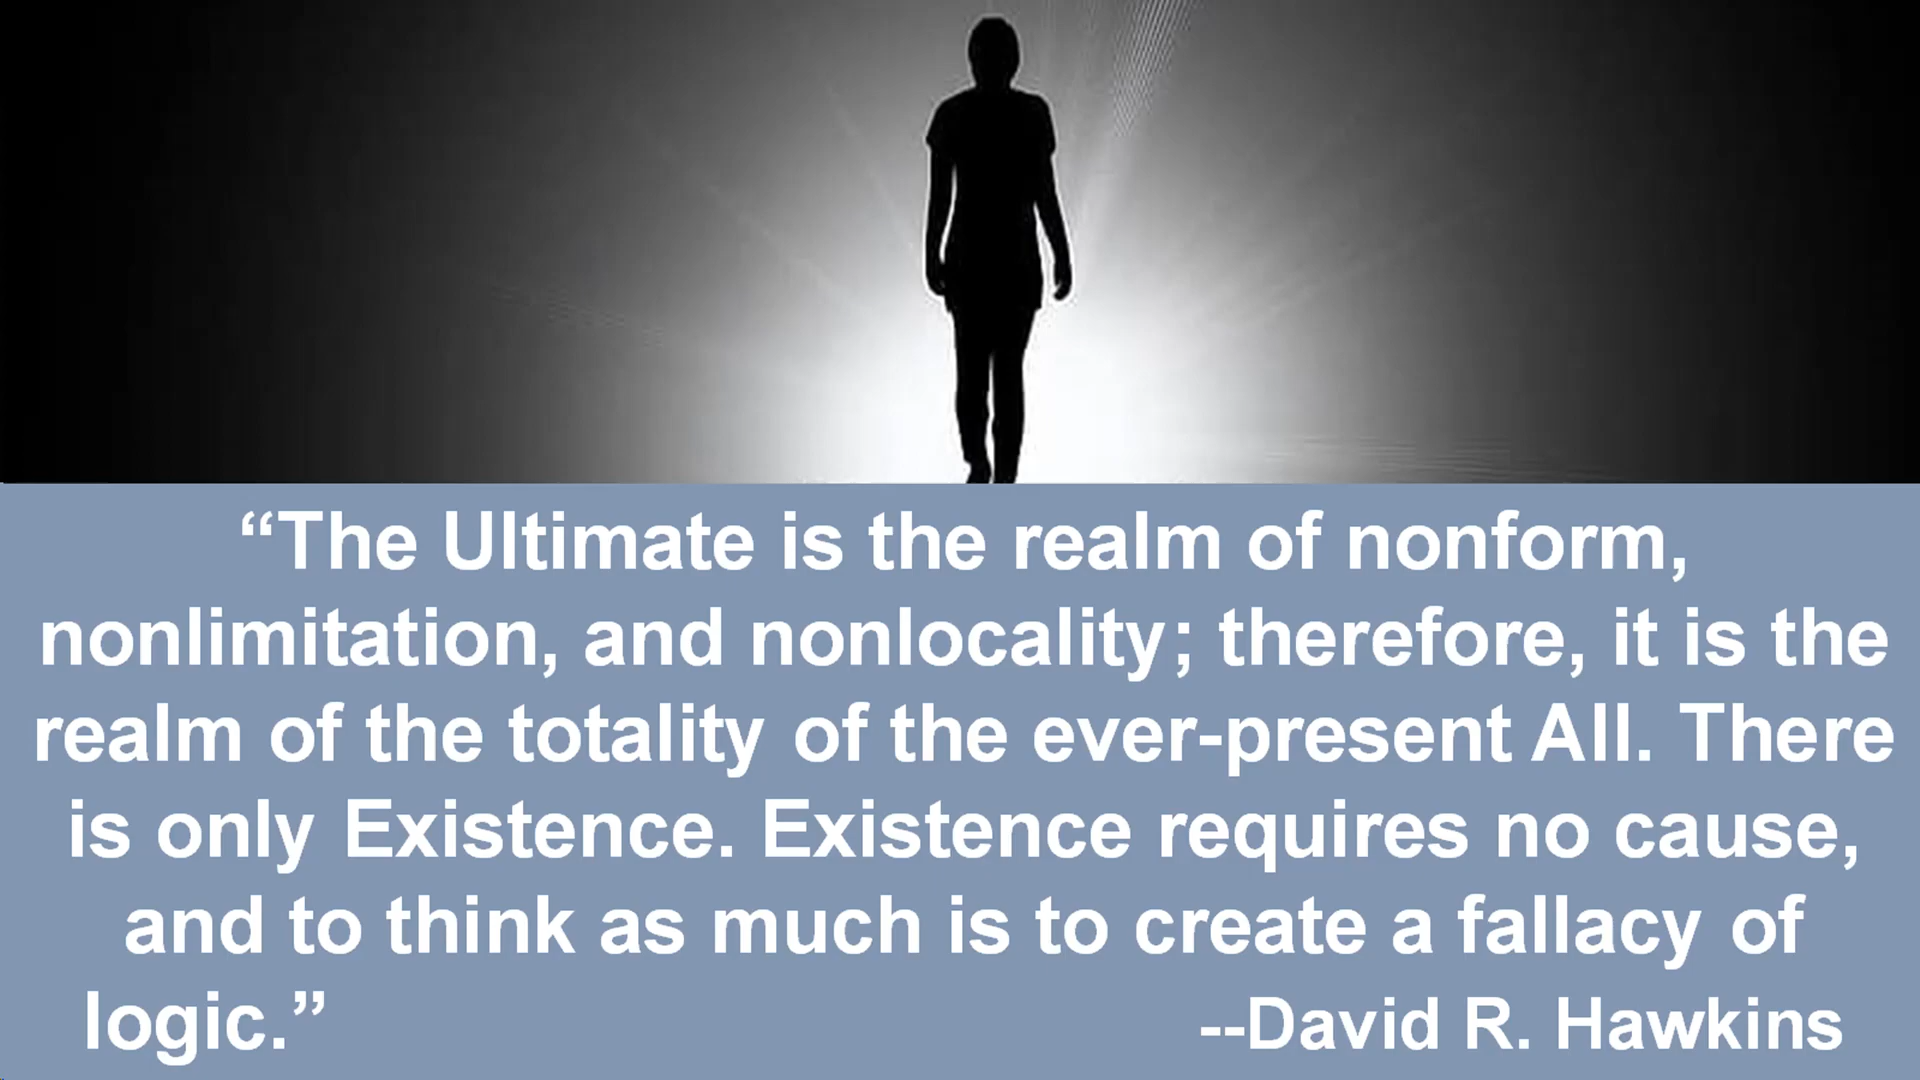 “The Ultimate is the realm of nonform,
nonlimitation, and nonlocality; therefore, it is the
realm of the totality of the ever-present All. There
is only Existence. Existence requires no cause,
and to think as much is to create a fallacy of
logic.” --David R. Hawkins